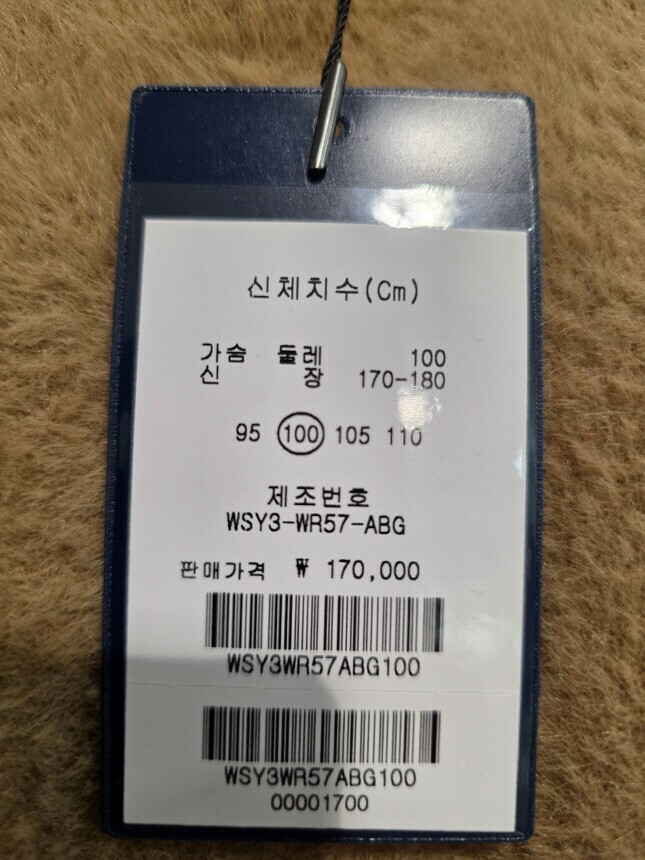 신체치수(Cm)
가슴 둘레 100
신 장 170-180
95 100 105 110
제조번호
WSY3-WR57-ABG
판매가격 ₩ 170,000
WSY3WR57ABG100
WSY3WR57ABG100
00001700